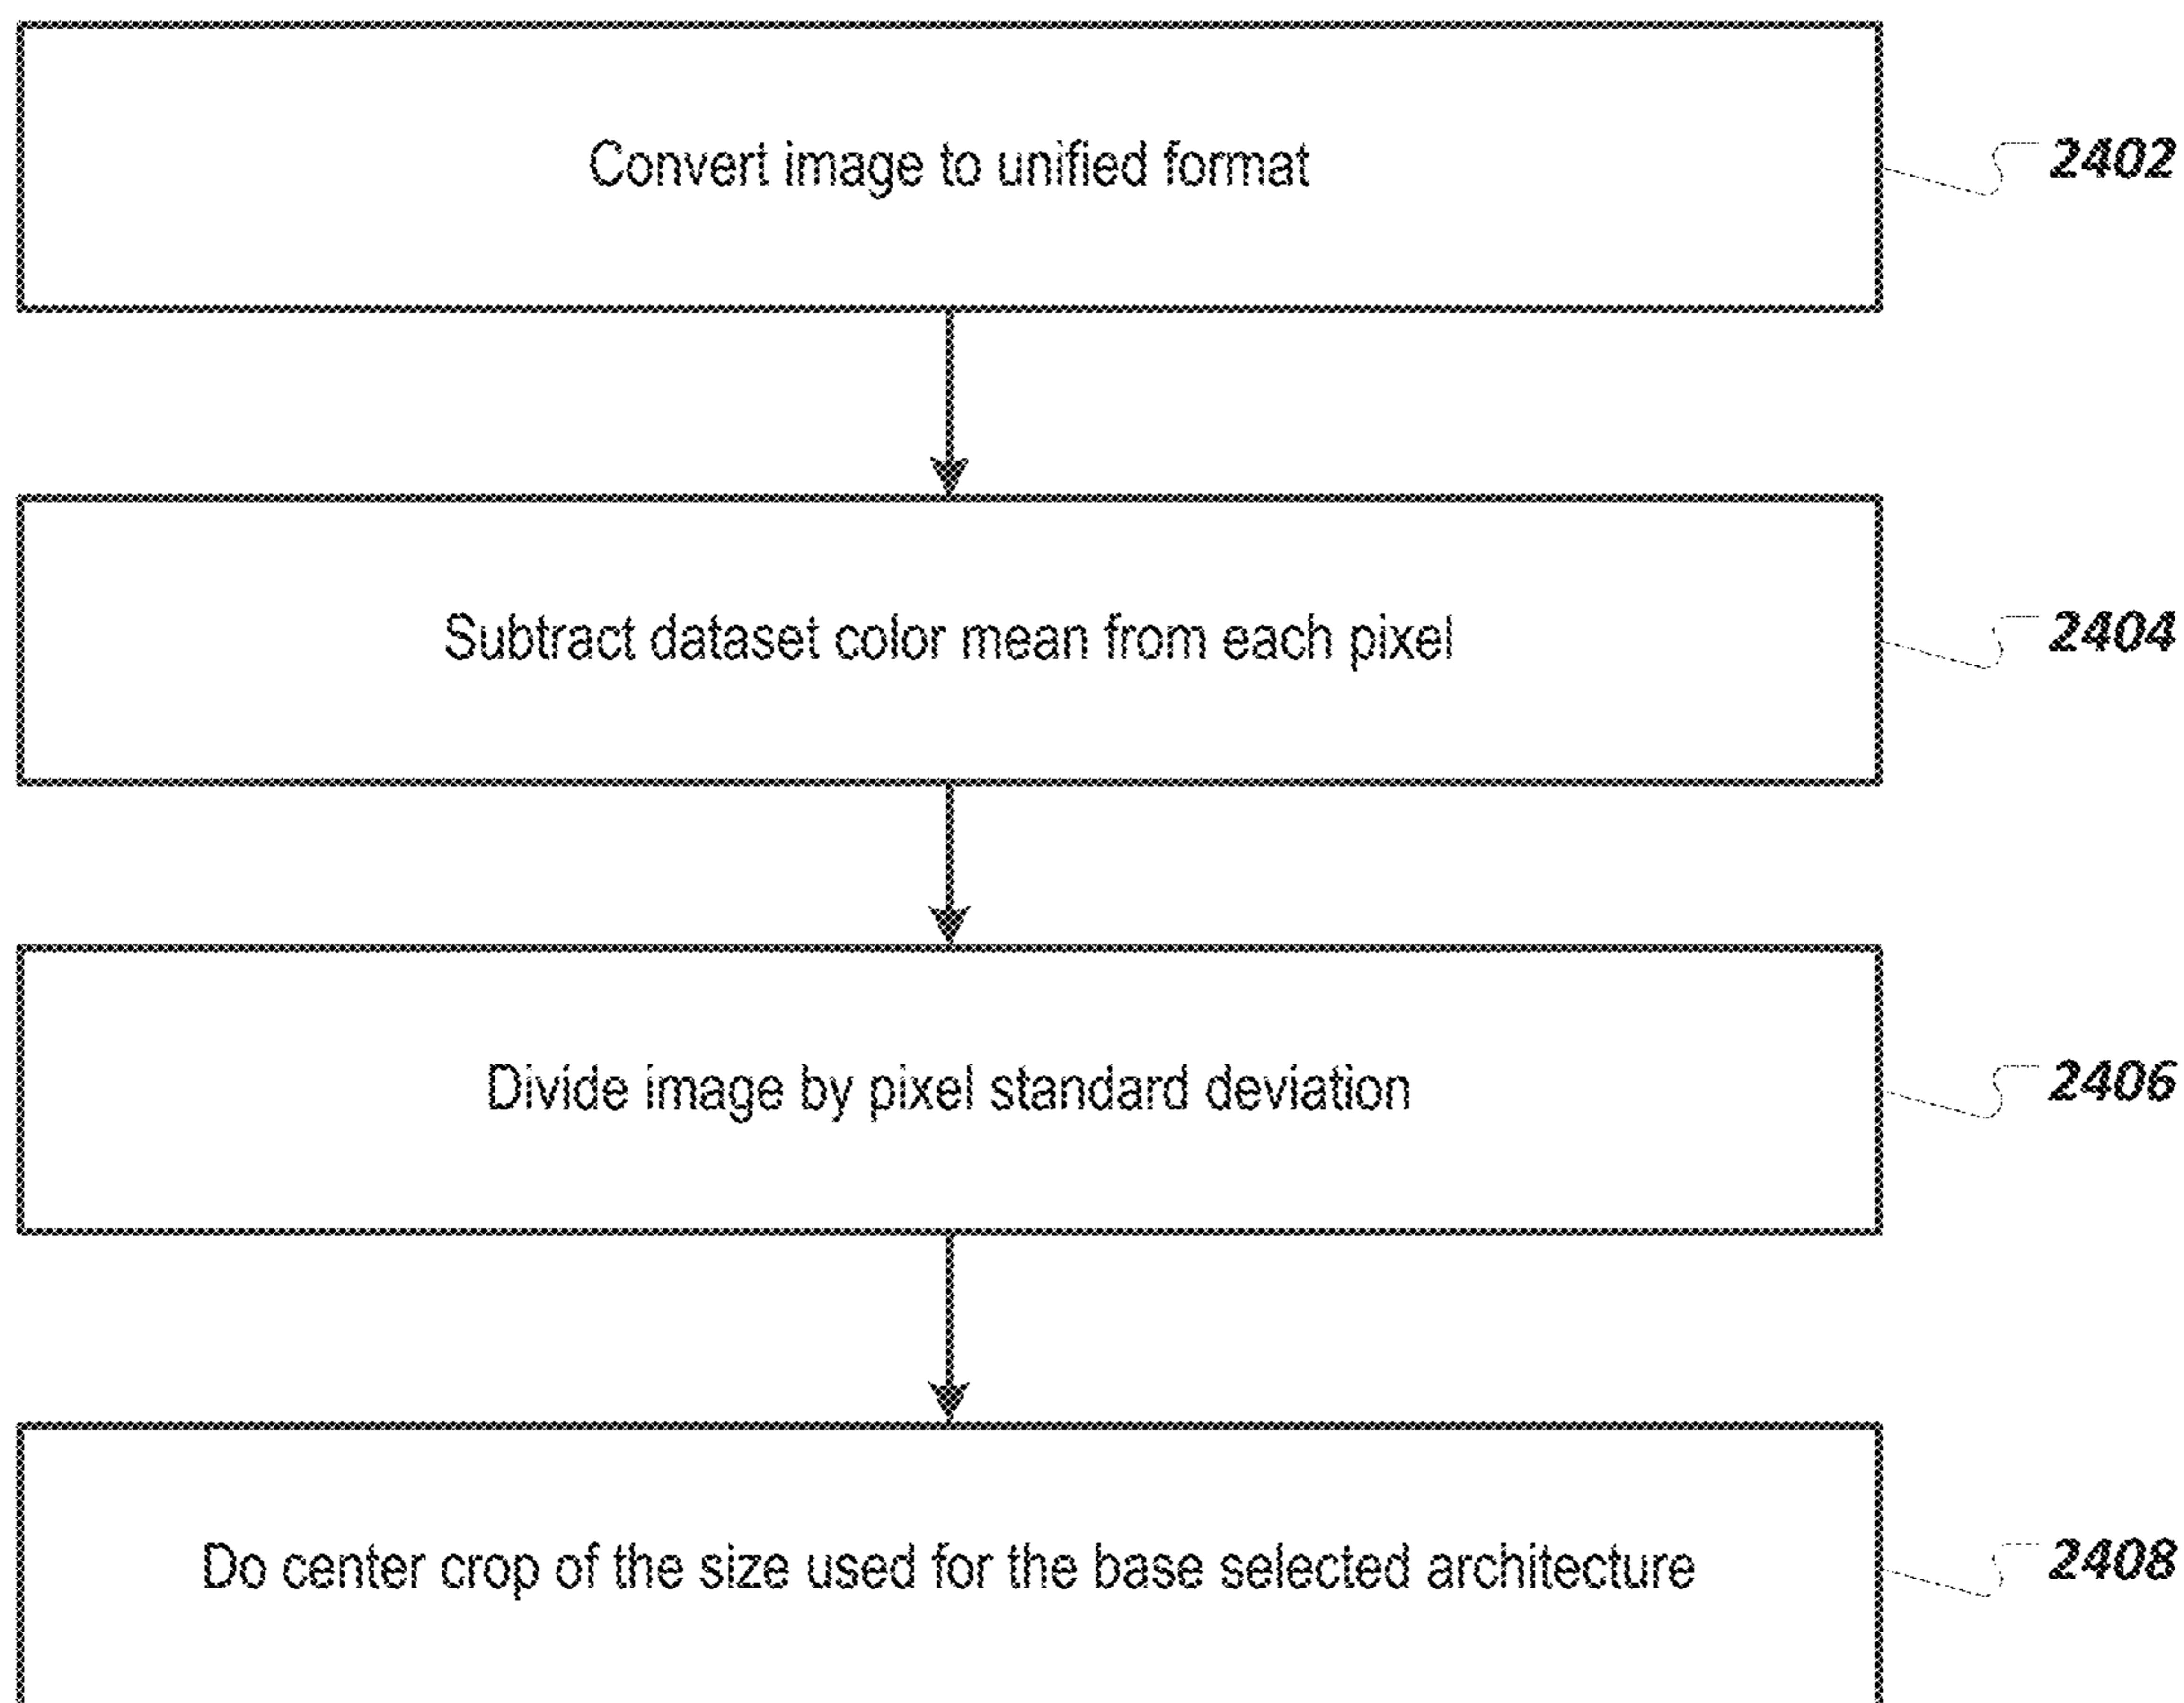 Convert image to unified format
2402
Subtract dataset color mean from each pixel
2404
Divide image by pixel standard deviation
2406
Do center crop of the size used for the base selected architecture
2408